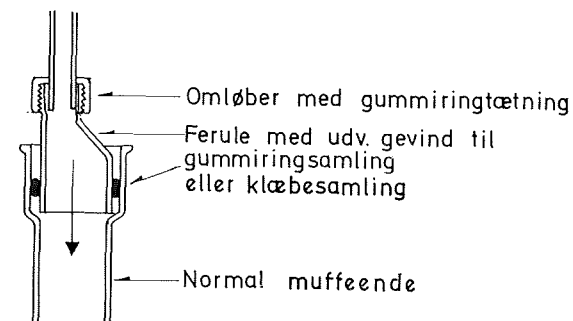 Omløber med gummiringtætning
Ferule med udv. gevind til
gummiringsamling
eller klæbesamling
Normal muffeende